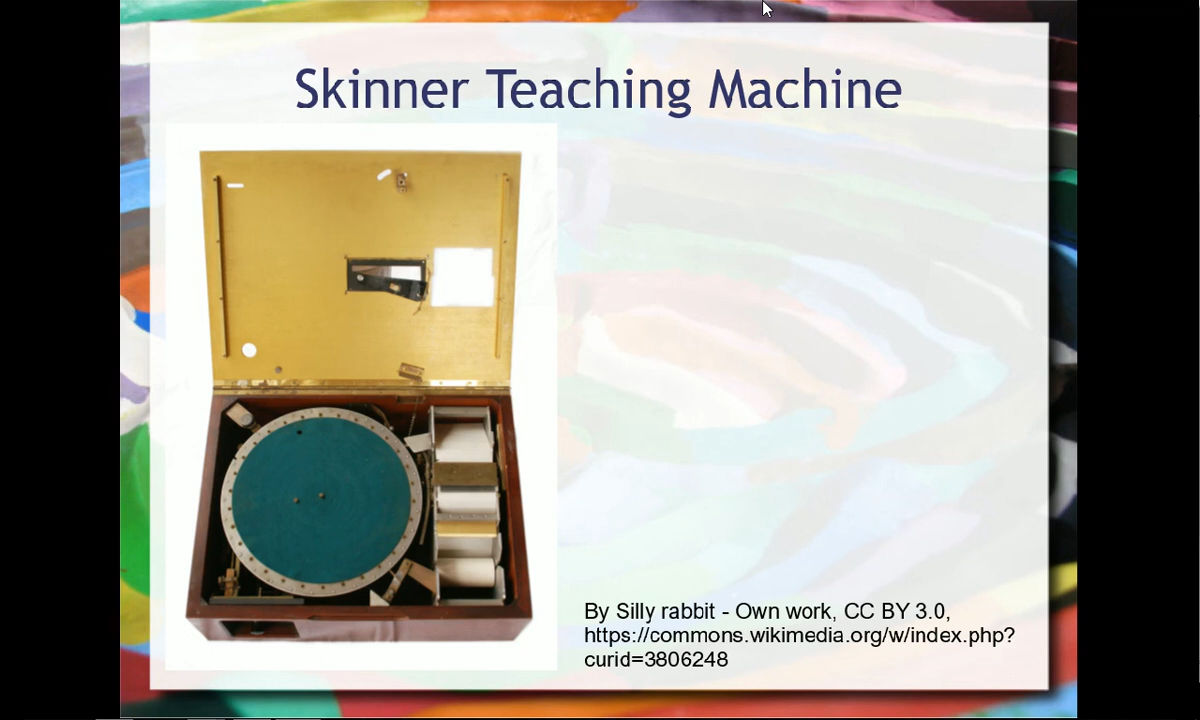 Skinner Teaching Machine
By Silly rabbit - Own work, CC BY 3.0,
https://commons.wikimedia.org/w/index.php?
curid=3806248